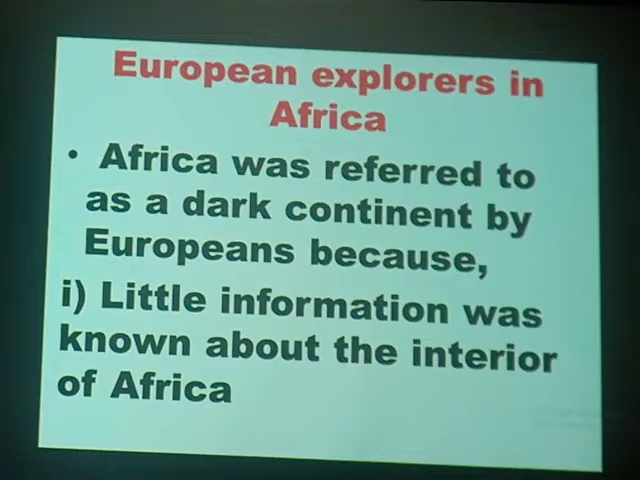 European explorers in
Africa
• Africa was referred to
as a dark continent by
Europeans because,
i) Little information was
known about the interior
of Africa